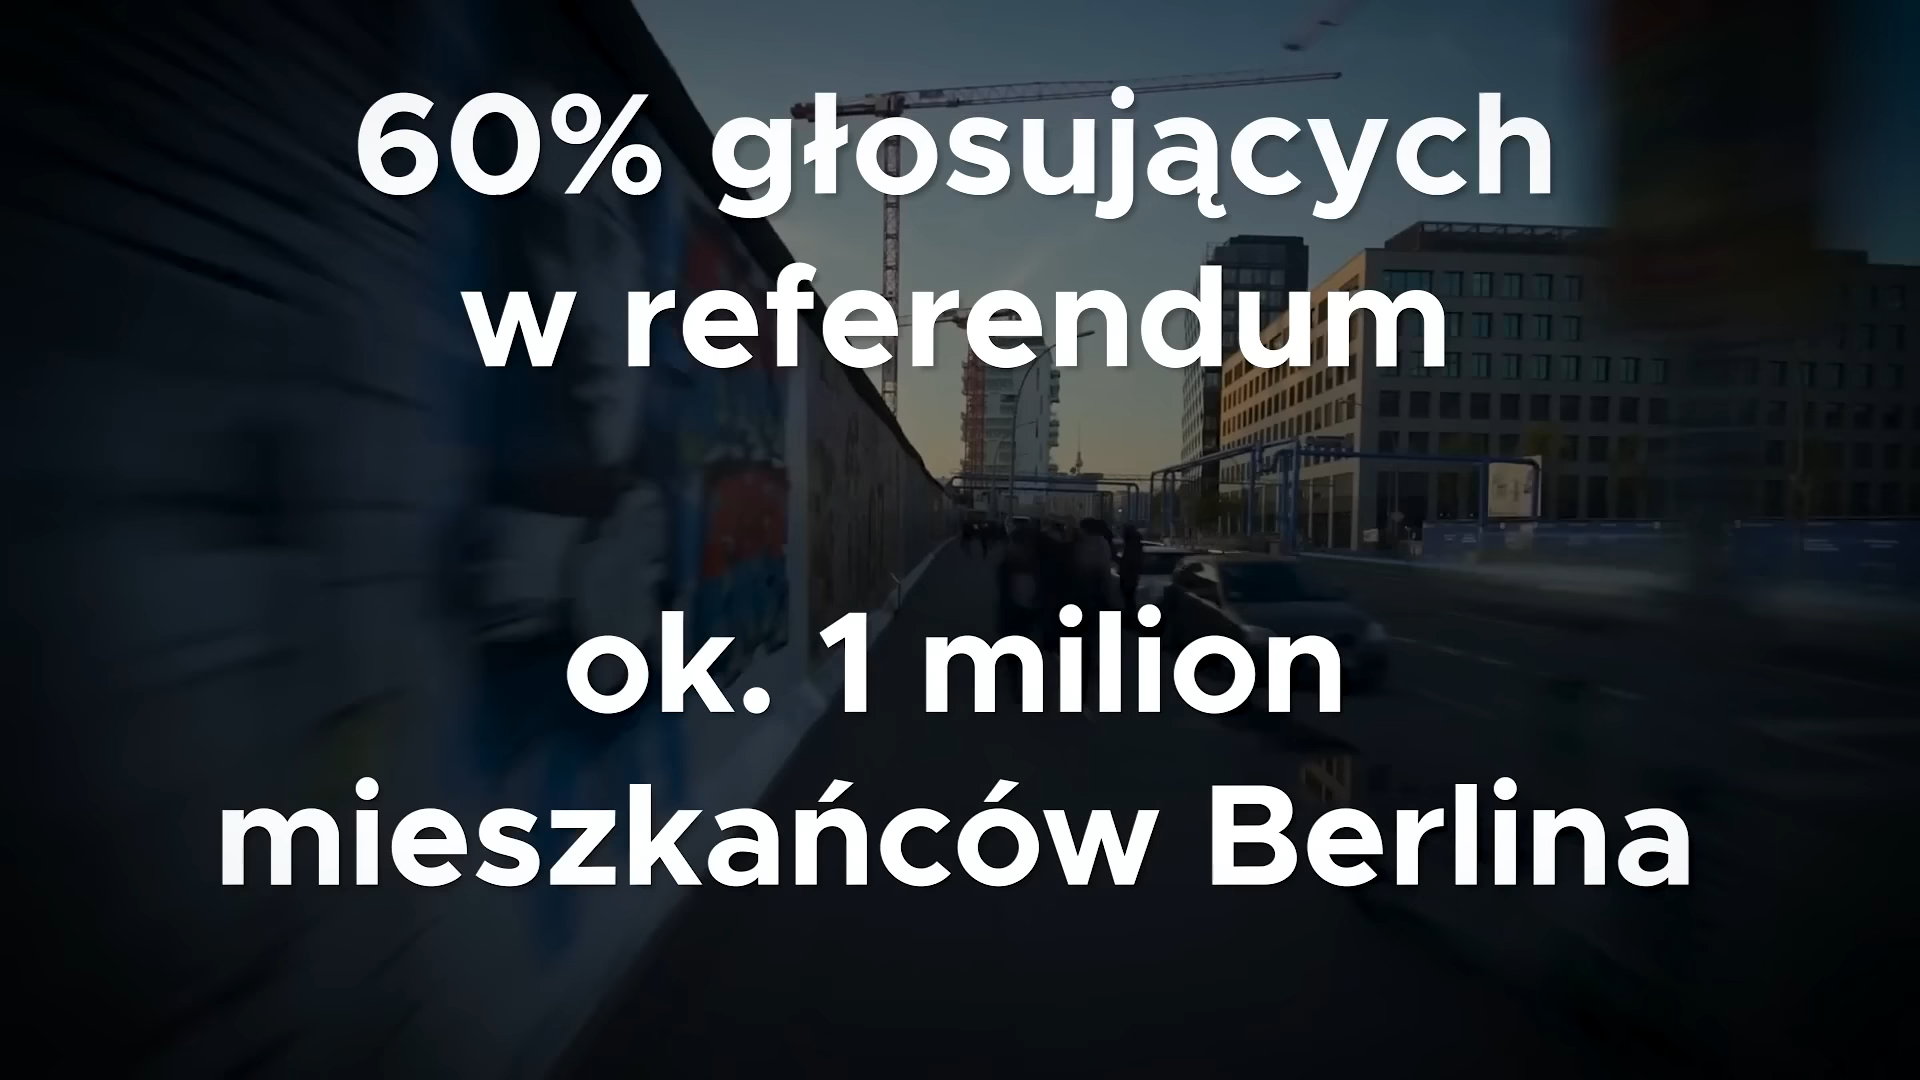 60% głosujących
w referendum
ok. 1 milion
mieszkańców Berlina